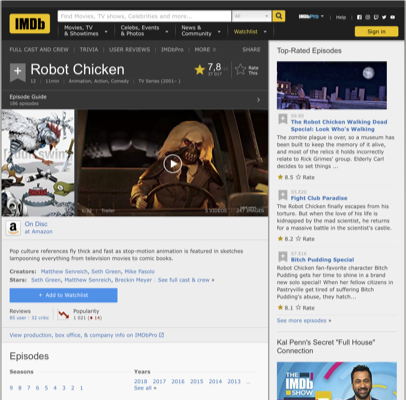 IMDb
Find Movies, TV shows, Celebrities and more...
All
IMDbPro
Help
Movies, TV & Showtimes
Celebs, Events & Photos
News & Community
Watchlist
Sign in
FULL CAST AND CREW | TRIVIA | USER REVIEWS | IMDbPro | MORE
SHARE
Robot Chicken
7,8
Rate This
12 | 11min | Animation, Action, Comedy | TV Series (2001– )
Episode Guide
186 episodes
[adult swim]
0:32 | Trailer
6 VIDEOS
247 IMAGES
On Disc
at Amazon
Pop culture references fly thick and fast as stop-motion animation is featured in sketches
lampooning everything from television movies to comic books.
Creators: Matthew Senreich, Seth Green, Mike Fasolo
Stars: Seth Green, Matthew Senreich, Breckin Meyer | See full cast & crew »
+ Add to Watchlist
Reviews
85 user | 32 critic
Popularity
1 021 ( 14)
View production, box office, & company info on IMDbPro
Episodes
Seasons
9 8 7 6 5 4 3 2 1
Years
2018 2017 2016 2015 2014 2013 ...
See all »
Top-Rated Episodes
The Robot Chicken Walking Dead
Special: Look Who's Walking
The zombie plague is over, so a museum has
been built to keep the memory of it alive,
and most of the relics it holds incorrectly
relate to Rick Grimes' group. Elderly Carl
decides to set things ...
8.5 Rate
S5.E20
Fight Club Paradise
The Robot Chicken finally escapes from his
torture. But when the love of his life is
kidnapped by the mad scientist, he returns
for a massive battle in the scientist's castle.
8.2 Rate
Bitch Pudding Special
Robot Chicken fan-favorite character Bitch
Pudding gets her time to shine in a brand
new solo special! When her fellow citizens in
Pastryville get tired of suffering Bitch
Pudding's abuse, they hatch...
8.1 Rate
See more episodes »
Kal Penn's Secret "Full House"
Connection
THE
IMDb
SHOW